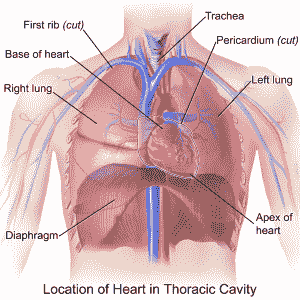 Trachea
First rib (cut)
Pericardium (cut)
Base of heart
Left lung
Right lung
Apex of
heart
Diaphragm
Location of Heart in Thoracic Cavity